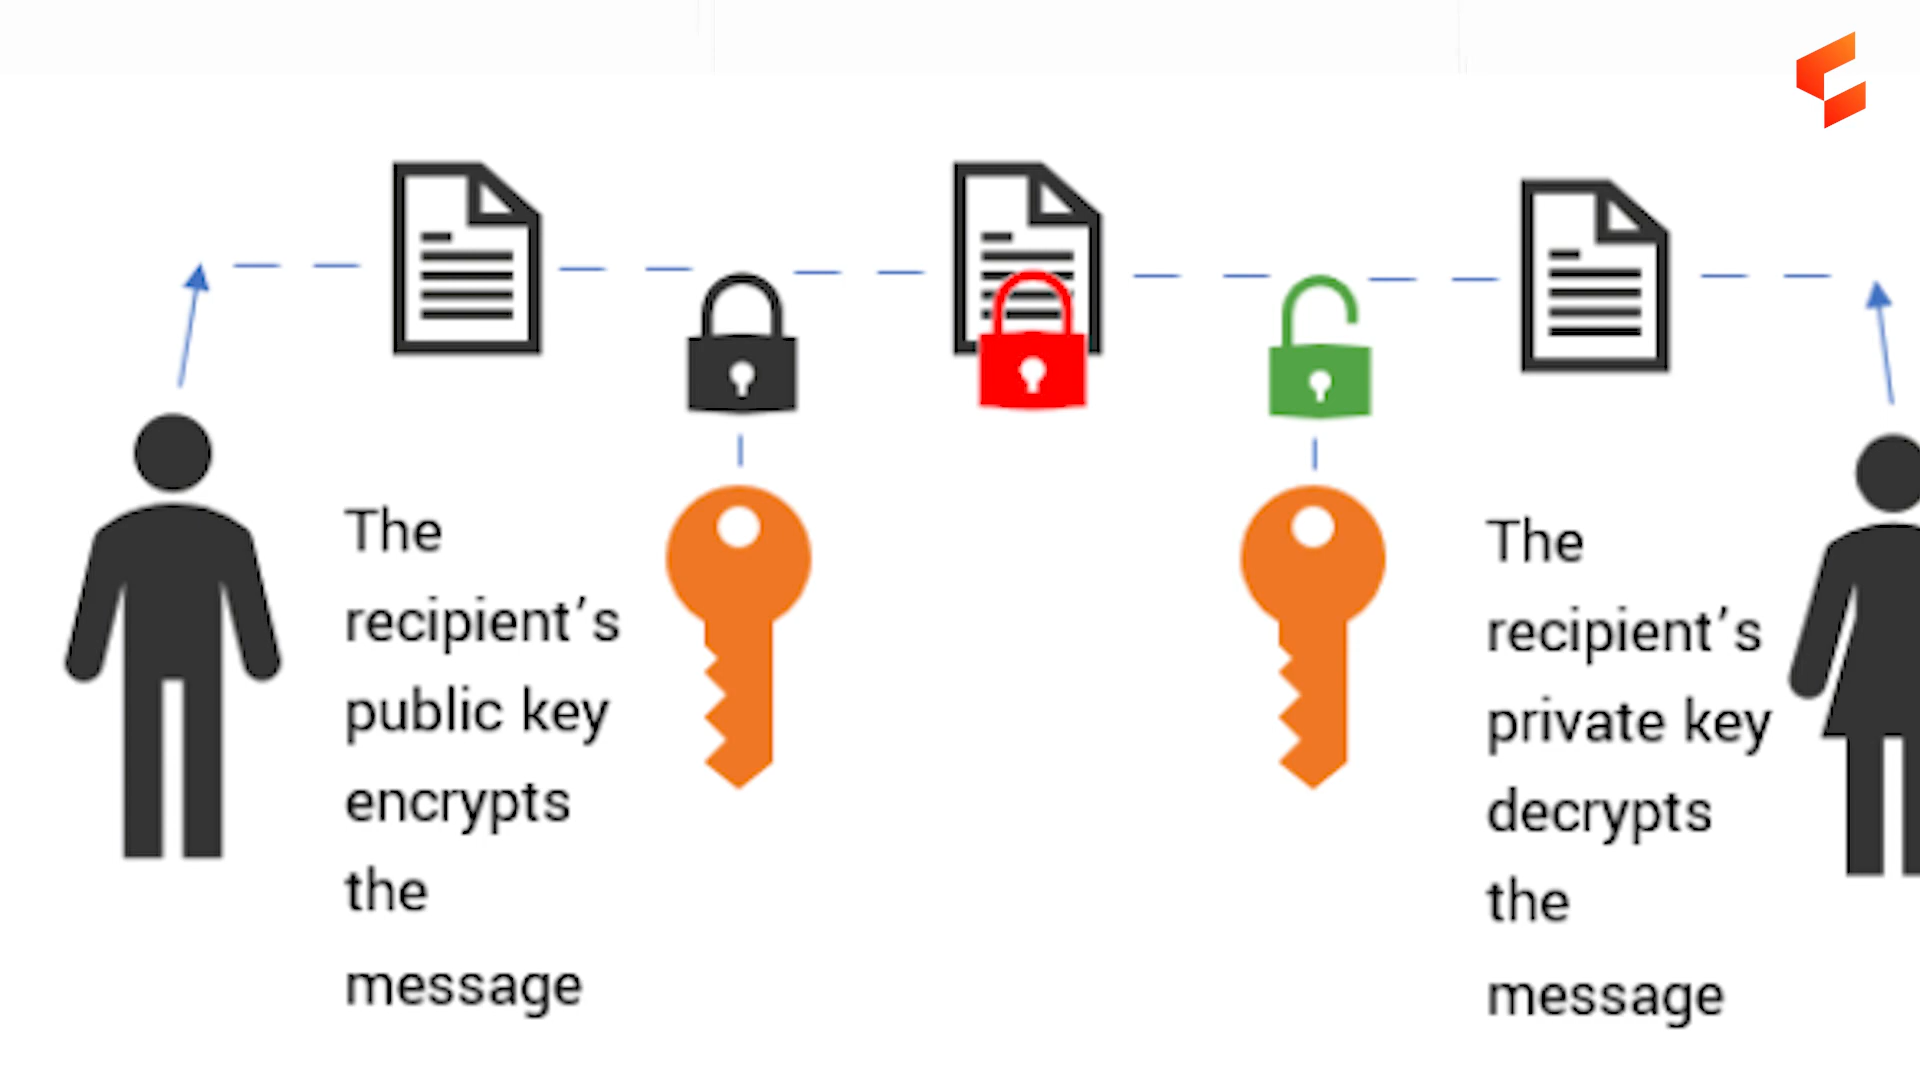 The
recipient’s
public key
encrypts
the
message
The
recipient’s
private key
decrypts
the
message